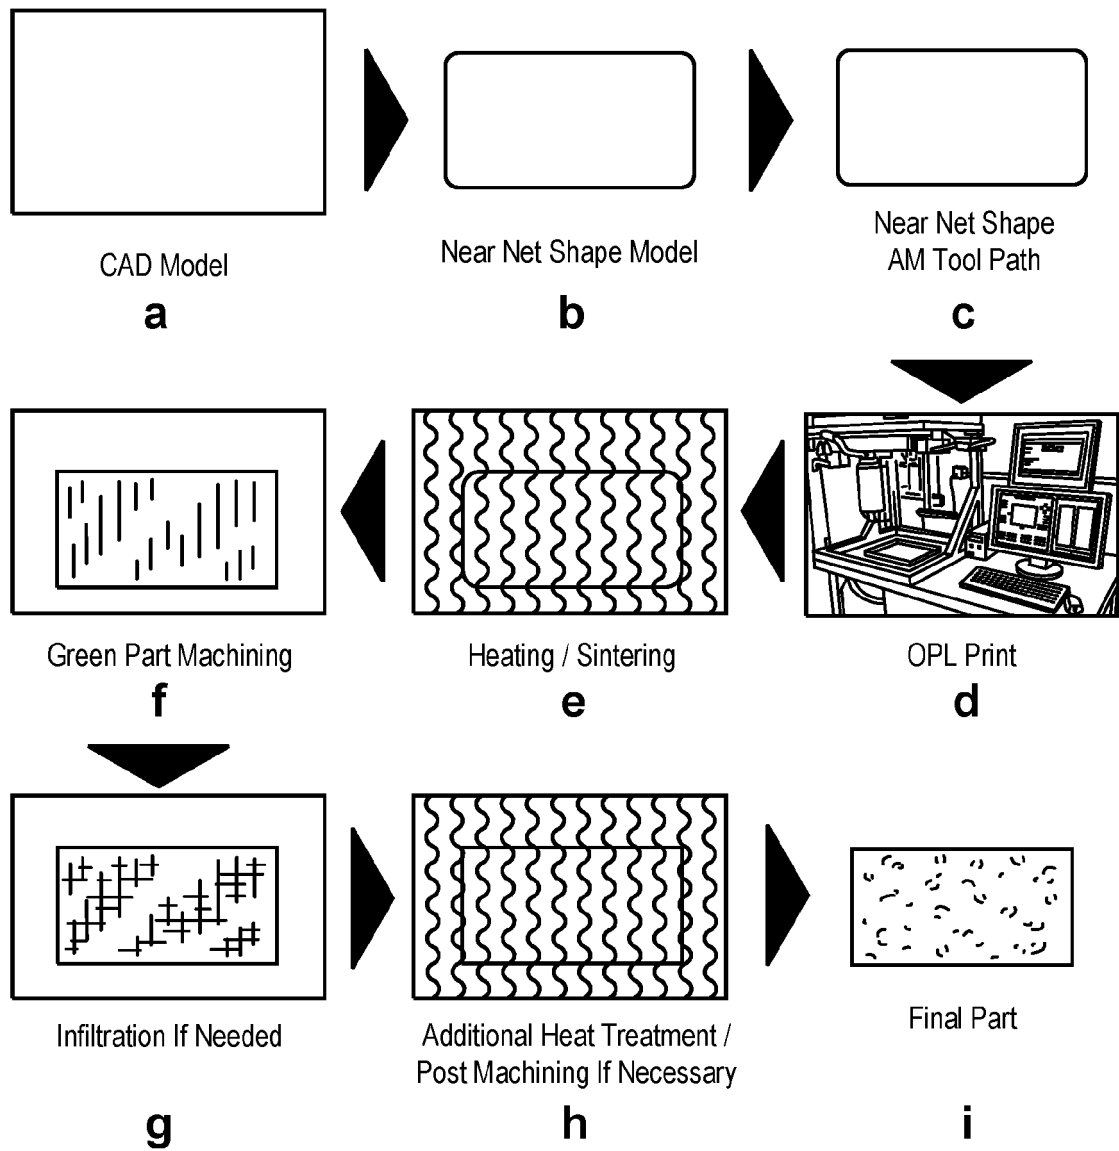 CAD Model
a
Near Net Shape Model
b
Near Net Shape
AM Tool Path
c
Green Part Machining
f
Heating / Sintering
e
OPL Print
d
Infiltration If Needed
g
Additional Heat Treatment /
Post Machining If Necessary
h
Final Part
i